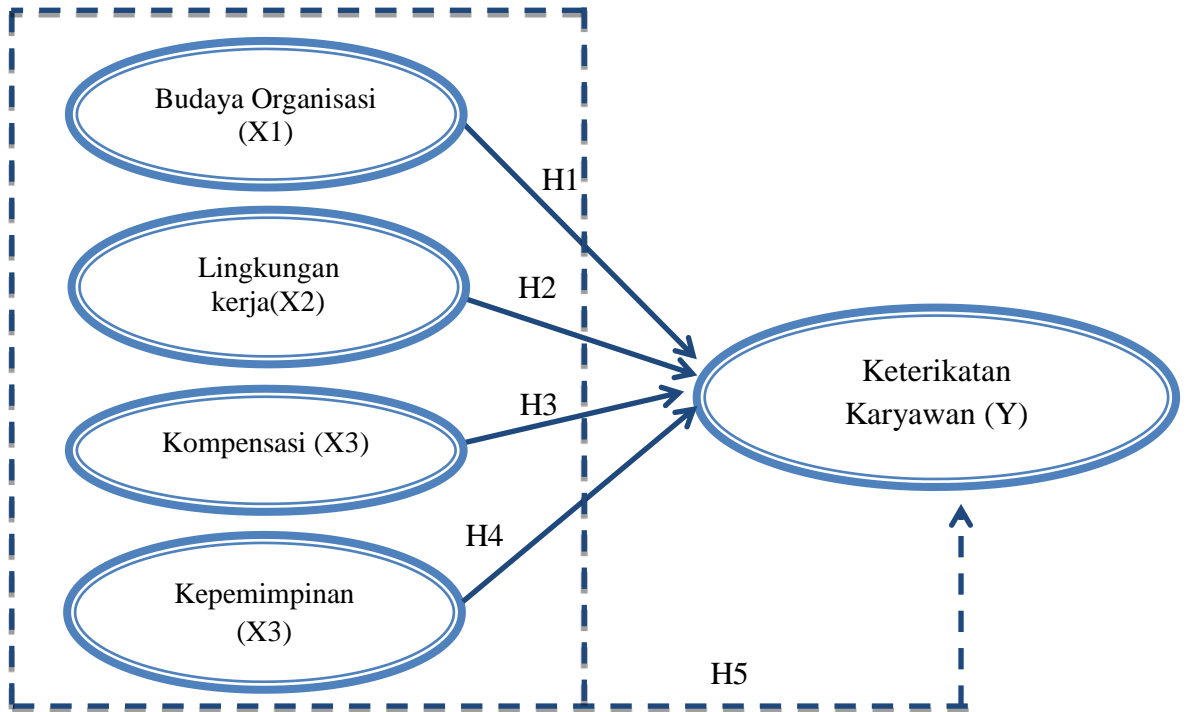 Budaya Organisasi
(X1)
H1
Lingkungan
kerja(X2)
H2
Kompensasi (X3)
H3
Kepemimpinan
(X3)
H4
Keterikatan
Karyawan (Y)
H5